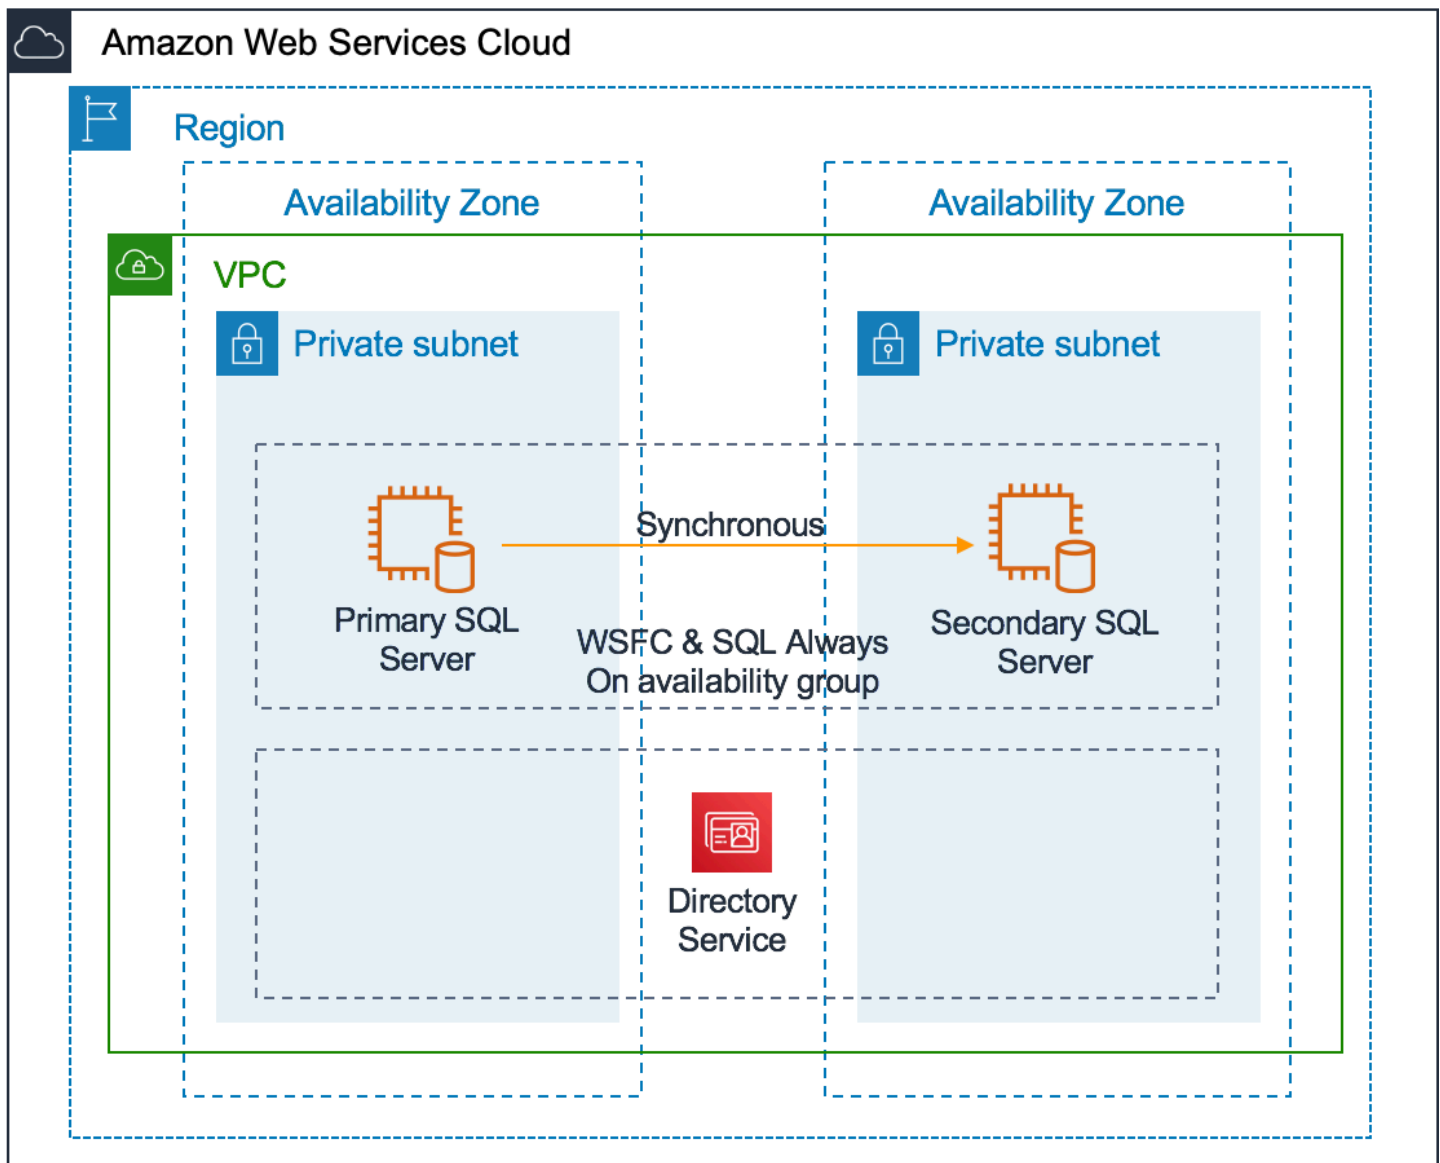 Amazon Web Services Cloud
Region
Availability Zone
Availability Zone
VPC
Private subnet
Private subnet
Synchronous
Primary SQL
Server
Secondary SQL
Server
WSFC & SQL Always
On availability group
Directory
Service